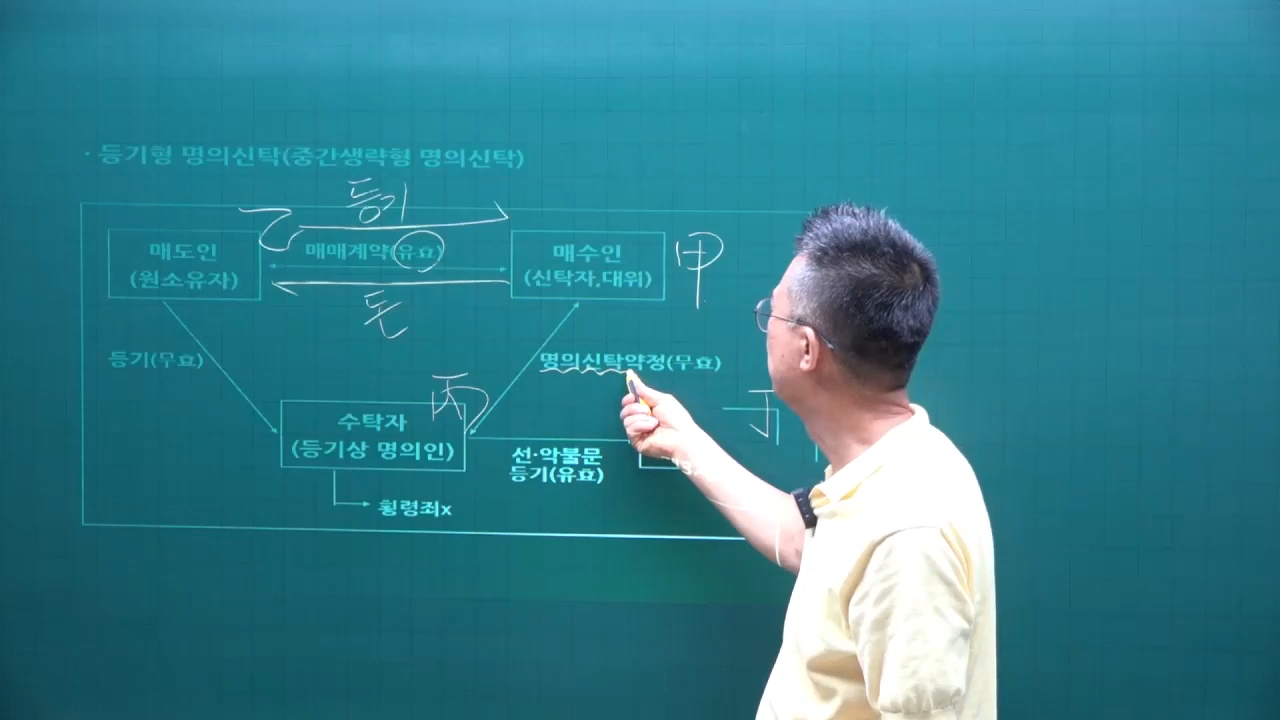 · 등기형 명의신탁(중간생략형 명의신탁)
등기
乙
매도인
(원소유자)
매매계약(유효)
매수인
(신탁자,대위)
甲
돈
등기(무효)
명의신탁약정(무효)
丙
수탁자
(등기상 명의인)
丁
선·악불문
등기(유효)
횡령죄x